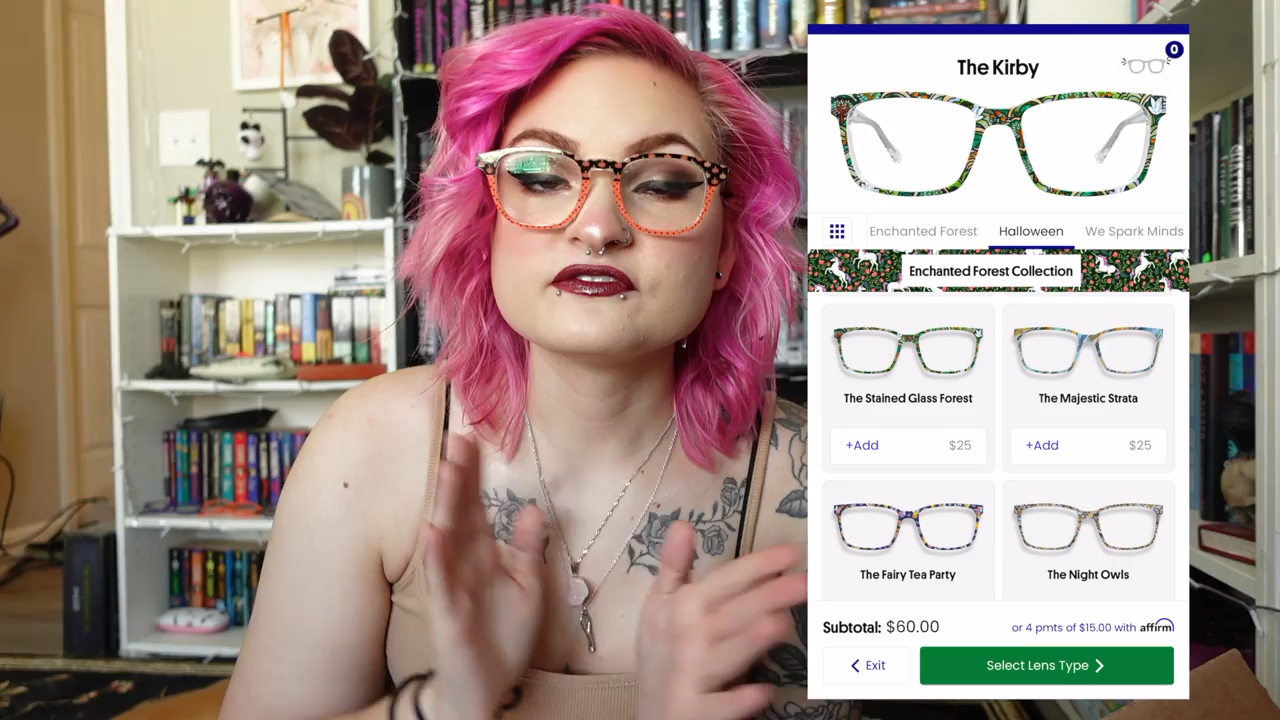 0
The Kirby
Enchanted Forest Halloween We Spark Minds
Enchanted Forest Collection
The Stained Glass Forest The Majestic Strata
+Add $25 +Add $25
The Fairy Tea Party The Night Owls
Subtotal: $60.00 or 4 pmts of $15.00 with affirm
Exit Select Lens Type